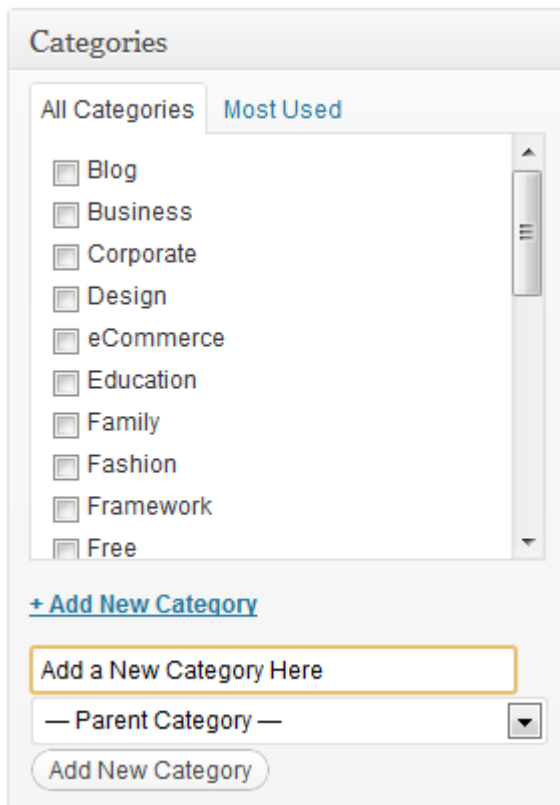 Categories
All Categories Most Used
Blog
Business
Corporate
Design
eCommerce
Education
Family
Fashion
Framework
Free
+ Add New Category
Add a New Category Here
— Parent Category —
Add New Category